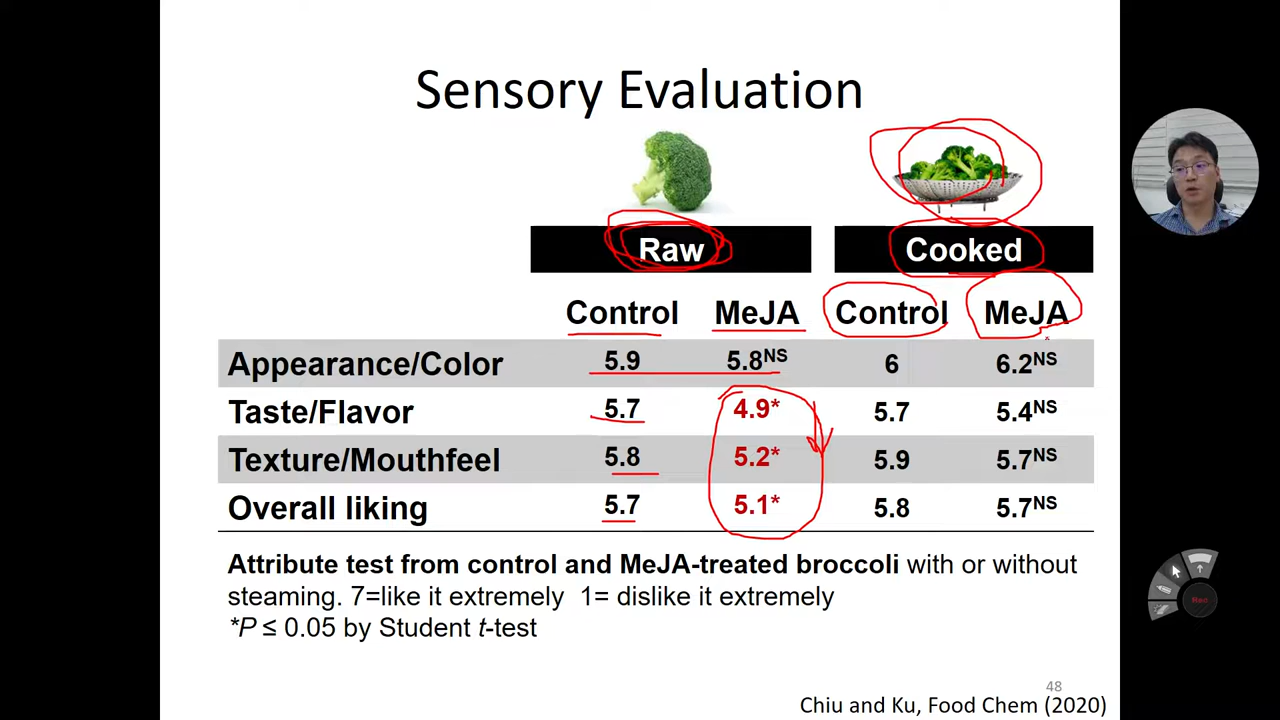 Sensory Evaluation
Raw Cooked
Control MeJA Control MeJA
Appearance/Color 5.9 5.8NS 6 6.2NS
Taste/Flavor 5.7 4.9* 5.7 5.4NS
Texture/Mouthfeel 5.8 5.2* 5.9 5.7NS
Overall liking 5.7 5.1* 5.8 5.7NS
Attribute test from control and MeJA-treated broccoli with or without
steaming. 7=like it extremely 1= dislike it extremely
*P ≤ 0.05 by Student t-test
Rec
48
Chiu and Ku, Food Chem (2020)